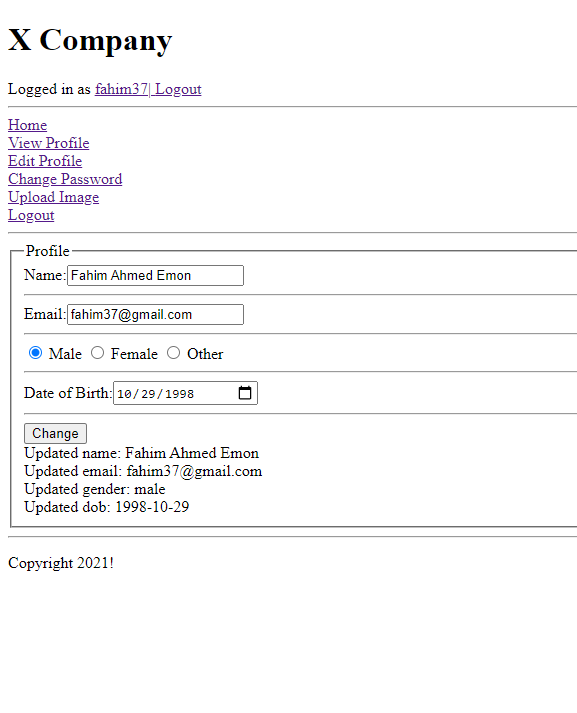 X Company
Logged in as fahim37| Logout
Home
View Profile
Edit Profile
Change Password
Upload Image
Logout
Profile
Name: Fahim Ahmed Emon
Email: fahim37@gmail.com
Male Female Other
Date of Birth: 10/29/1998
Change
Updated name: Fahim Ahmed Emon
Updated email: fahim37@gmail.com
Updated gender: male
Updated dob: 1998-10-29
Copyright 2021!